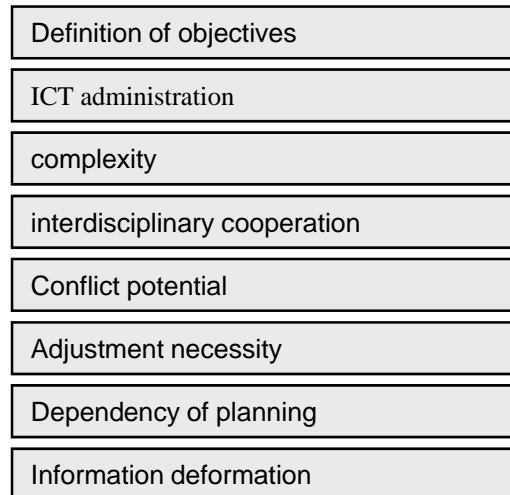 Definition of objectives
ICT administration
complexity
interdisciplinary cooperation
Conflict potential
Adjustment necessity
Dependency of planning
Information deformation